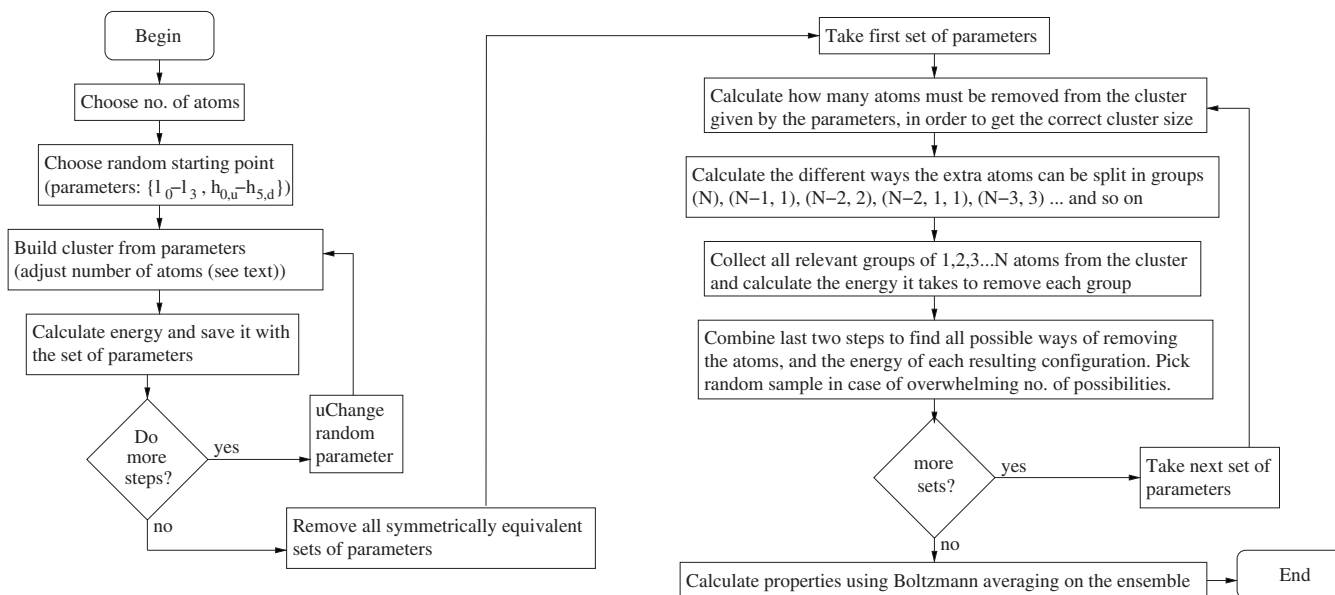 Begin
Choose no. of atoms
Choose random starting point
(parameters: {l₀–l₃ , h₀,ᵤ–h₅,d})
Build cluster from parameters
(adjust number of atoms (see text))
Calculate energy and save it with
the set of parameters
Do
more
steps?
yes
uChange
random
parameter
no
Remove all symmetrically equivalent
sets of parameters
Take first set of parameters
Calculate how many atoms must be removed from the cluster
given by the parameters, in order to get the correct cluster size
Calculate the different ways the extra atoms can be split in groups
(N), (N−1, 1), (N−2, 2), (N−2, 1, 1), (N−3, 3) ... and so on
Collect all relevant groups of 1,2,3...N atoms from the cluster
and calculate the energy it takes to remove each group
Combine last two steps to find all possible ways of removing
the atoms, and the energy of each resulting configuration. Pick
random sample in case of overwhelming no. of possibilities.
more
sets?
yes
Take next set of
parameters
no
Calculate properties using Boltzmann averaging on the ensemble
End